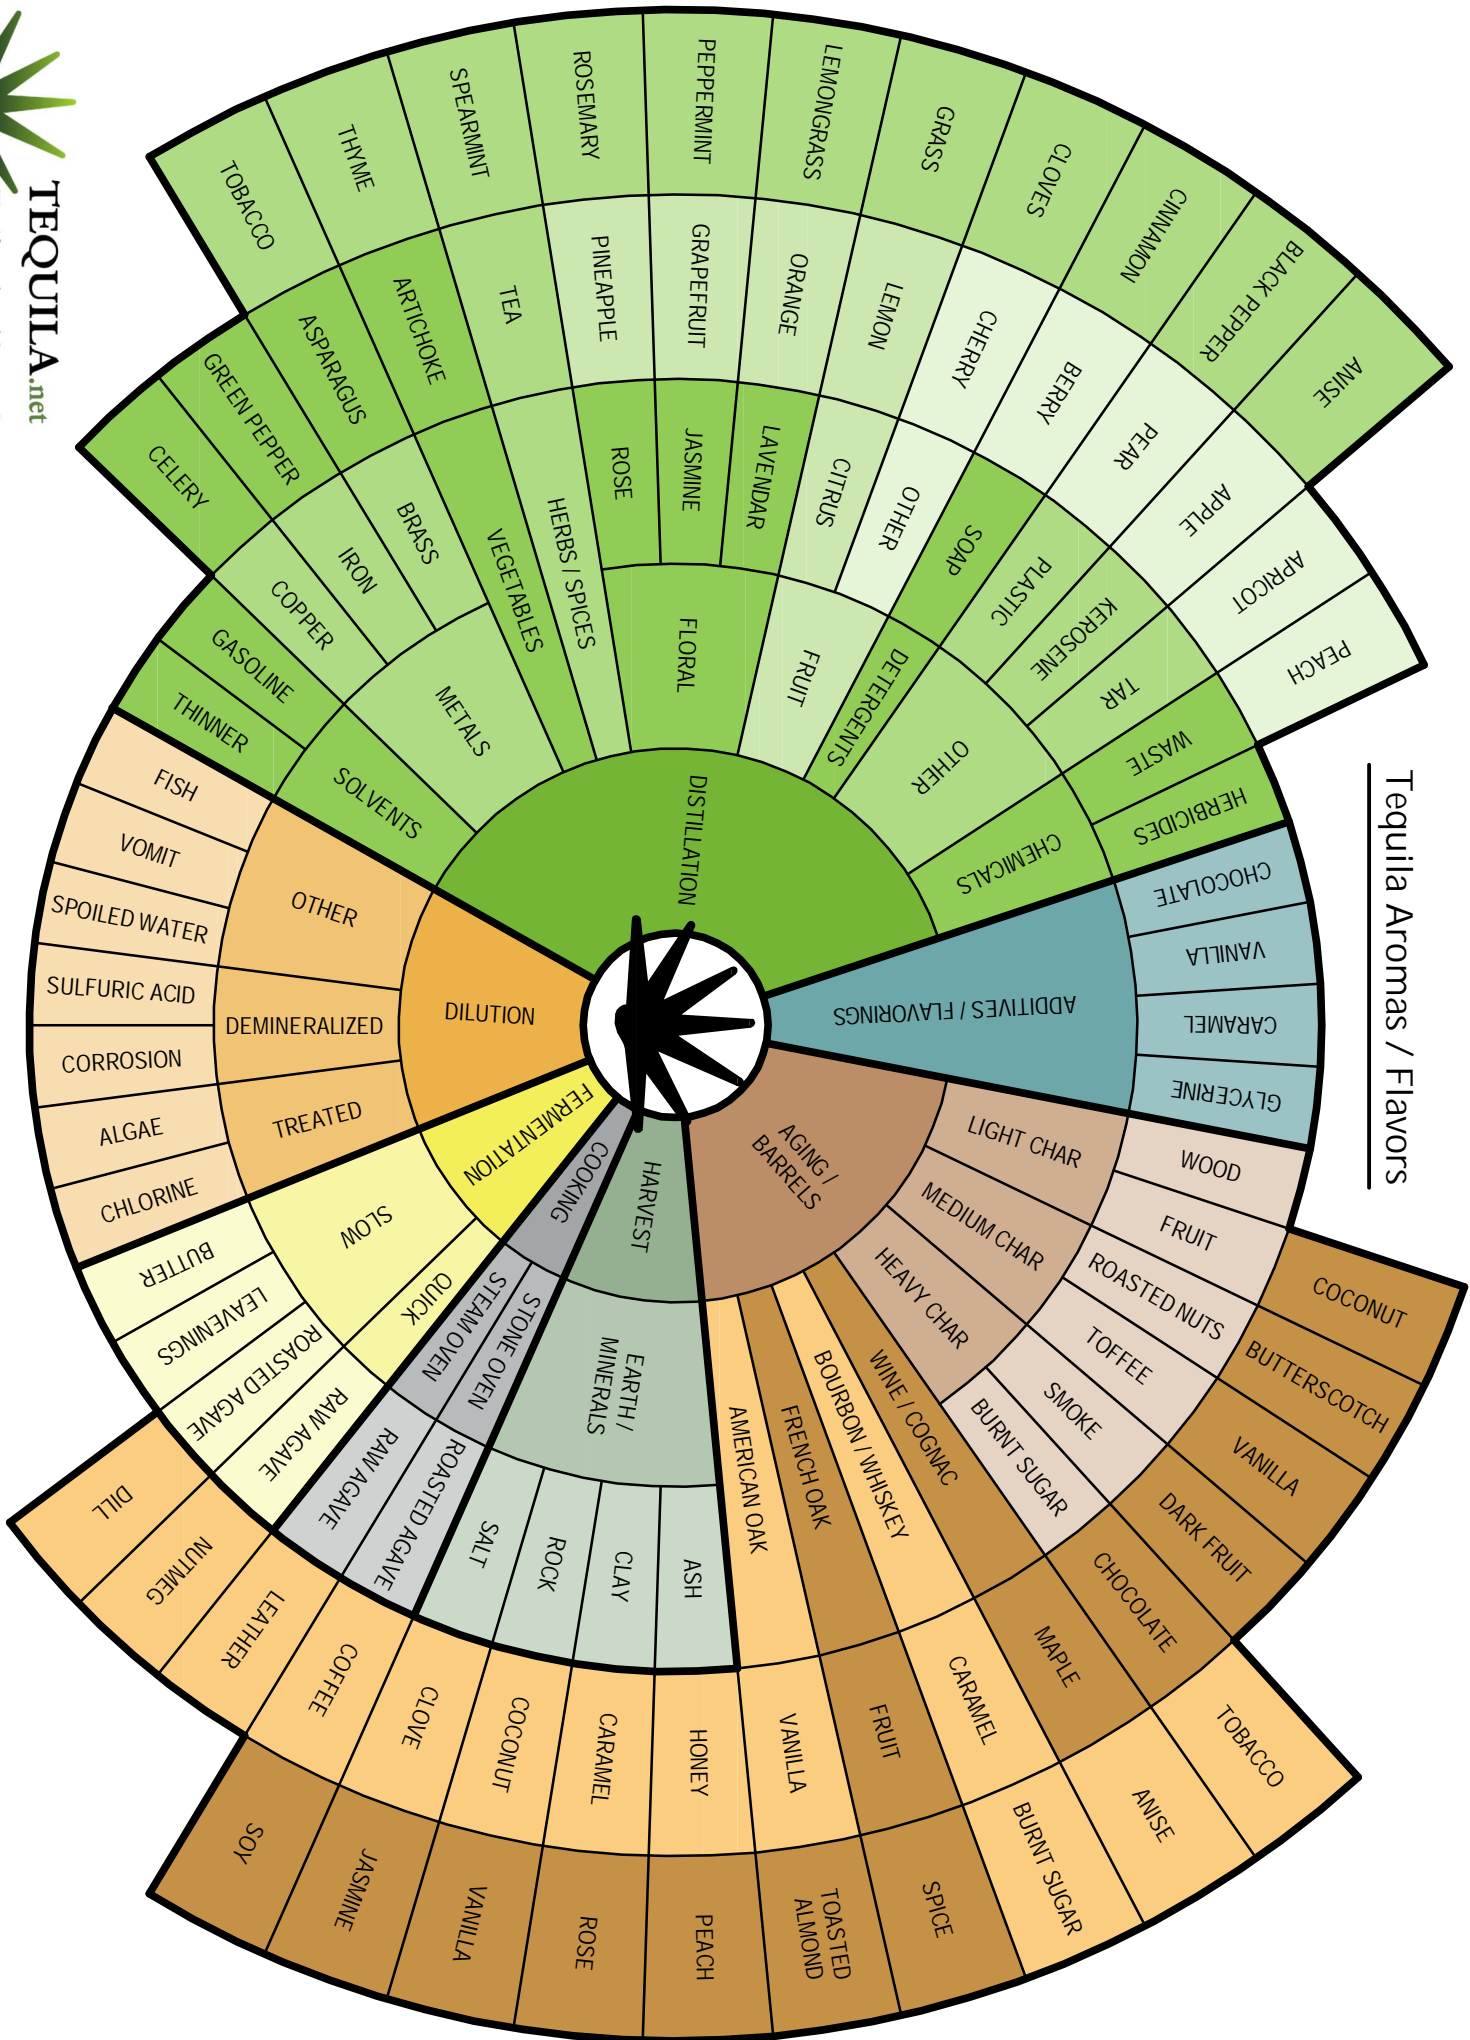 Tequila Aromas / Flavors
TEQUILA.net
DISTILLATION
SOLVENTS
THINNER
GASOLINE
METALS
COPPER
IRON
BRASS
VEGETABLES
CELERY
GREEN PEPPER
ASPARAGUS
ARTICHOKE
HERBS / SPICES
TEA
TOBACCO
THYME
SPEARMINT
ROSEMARY
PEPPERMINT
LEMONGRASS
GRASS
CLOVES
CINNAMON
BLACK PEPPER
ANISE
FLORAL
ROSE
JASMINE
LAVENDAR
FRUIT
CITRUS
PINEAPPLE
GRAPEFRUIT
ORANGE
LEMON
OTHER
CHERRY
BERRY
PEAR
APPLE
APRICOT
PEACH
DETERGENTS
SOAP
OTHER
PLASTIC
KEROSENE
TAR
CHEMICALS
WASTE
HERBICIDES
ADDITIVES / FLAVORINGS
CHOCOLATE
VANILLA
CARAMEL
GLYCERINE
AGING /
BARRELS
LIGHT CHAR
WOOD
FRUIT
MEDIUM CHAR
ROASTED NUTS
TOFFEE
HEAVY CHAR
SMOKE
BURNT SUGAR
WINE / COGNAC
COCONUT
BUTTERSCOTCH
VANILLA
DARK FRUIT
CHOCOLATE
MAPLE
BOURBON / WHISKEY
CARAMEL
TOBACCO
ANISE
BURNT SUGAR
FRENCH OAK
FRUIT
SPICE
TOASTED
ALMOND
PEACH
ROSE
VANILLA
JASMINE
SOY
AMERICAN OAK
VANILLA
HONEY
CARAMEL
COCONUT
CLOVE
COFFEE
LEATHER
NUTMEG
DILL
HARVEST
EARTH /
MINERALS
ASH
CLAY
ROCK
SALT
COOKING
STONE OVEN
ROASTED AGAVE
STEAM OVEN
RAW AGAVE
FERMENTATION
QUICK
RAW AGAVE
SLOW
ROASTED AGAVE
LEAVENINGS
BUTTER
DILUTION
TREATED
CHLORINE
ALGAE
DEMINERALIZED
CORROSION
SULFURIC ACID
OTHER
SPOILED WATER
VOMIT
FISH